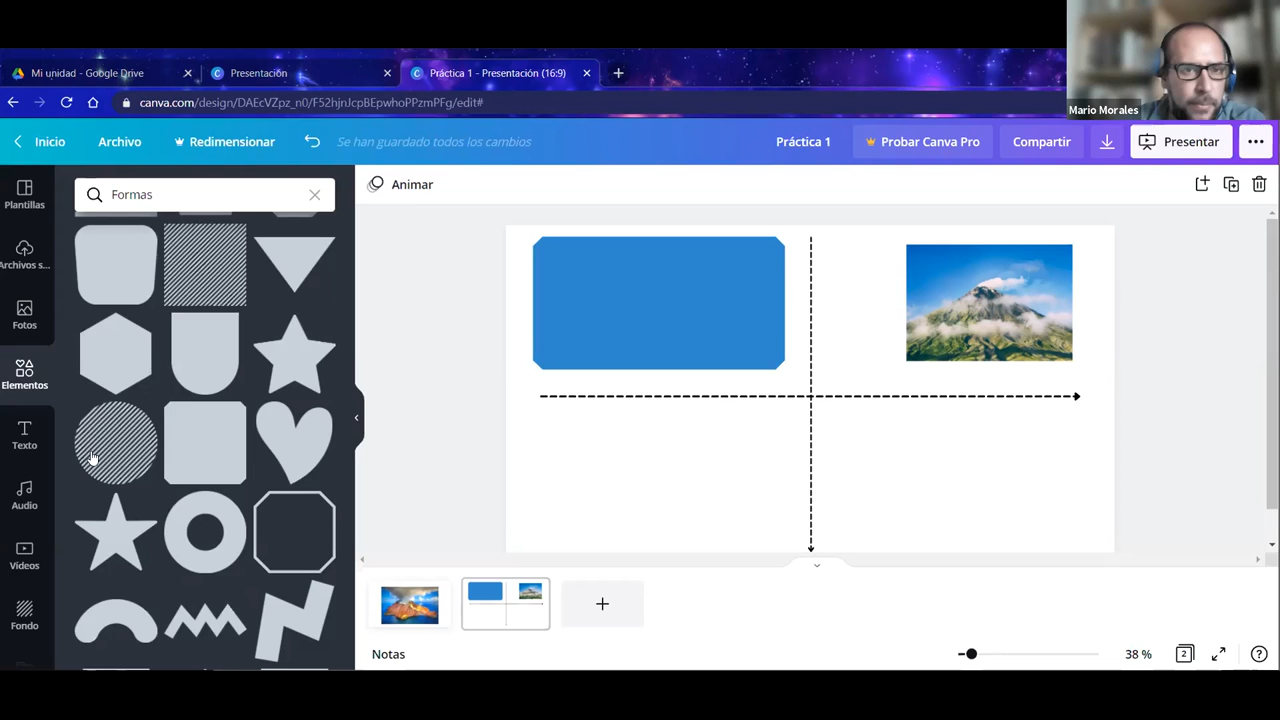 Mario Morales
Mi unidad - Google Drive
Presentación
Práctica 1 - Presentación (16:9)
canva.com/design/DAEcVZpz_n0/F52hjnJcpBEpwhoPPzmPFg/edit#
Inicio
Archivo
Redimensionar
Se han guardado todos los cambios
Práctica 1
Probar Canva Pro
Compartir
Presentar
Plantillas
Archivos s...
Fotos
Elementos
Texto
Audio
Vídeos
Fondo
Formas
Animar
Notas
38 %
2